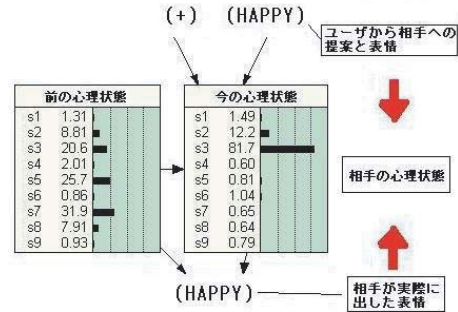 (+) (HAPPY)
ユーザから相手への
提案と表情
前の心理状態
s1 1.31
s2 8.81
s3 20.6
s4 2.01
s5 25.7
s6 0.86
s7 31.9
s8 7.91
s9 0.93
今の心理状態
s1 1.49
s2 12.2
s3 81.7
s4 0.60
s5 0.81
s6 1.04
s7 0.65
s8 0.64
s9 0.79
相手の心理状態
(HAPPY)
相手が実際に
出した表情